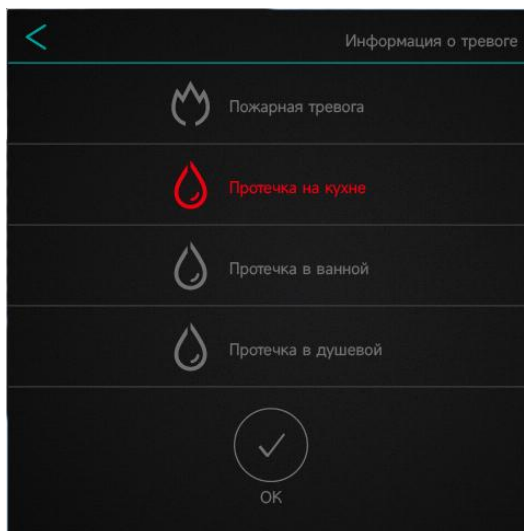 Информация о тревоге
Пожарная тревога
Протечка на кухне
Протечка в ванной
Протечка в душевой
OK